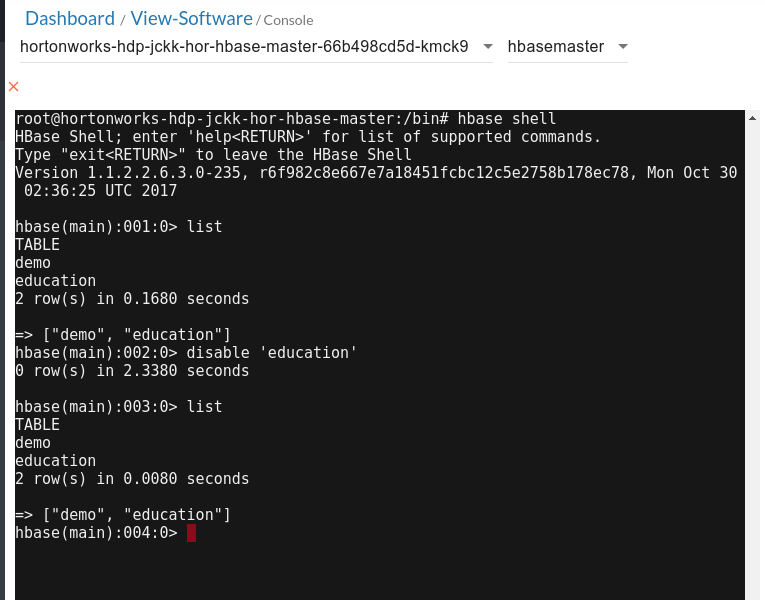 Dashboard / View-Software / Console
hortonworks-hdp-jckk-hor-hbase-master-66b498cd5d-kmck9 hbasemaster
root@hortonworks-hdp-jckk-hor-hbase-master:/bin# hbase shell
HBase Shell; enter 'help<RETURN>' for list of supported commands.
Type "exit<RETURN>" to leave the HBase Shell
Version 1.1.2.2.6.3.0-235, r6f982c8e667e7a18451fcbc12c5e2758b178ec78, Mon Oct 30
02:36:25 UTC 2017
hbase(main):001:0> list
TABLE
demo
education
2 row(s) in 0.1680 seconds
=> ["demo", "education"]
hbase(main):002:0> disable 'education'
0 row(s) in 2.3380 seconds
hbase(main):003:0> list
TABLE
demo
education
2 row(s) in 0.0080 seconds
=> ["demo", "education"]
hbase(main):004:0>